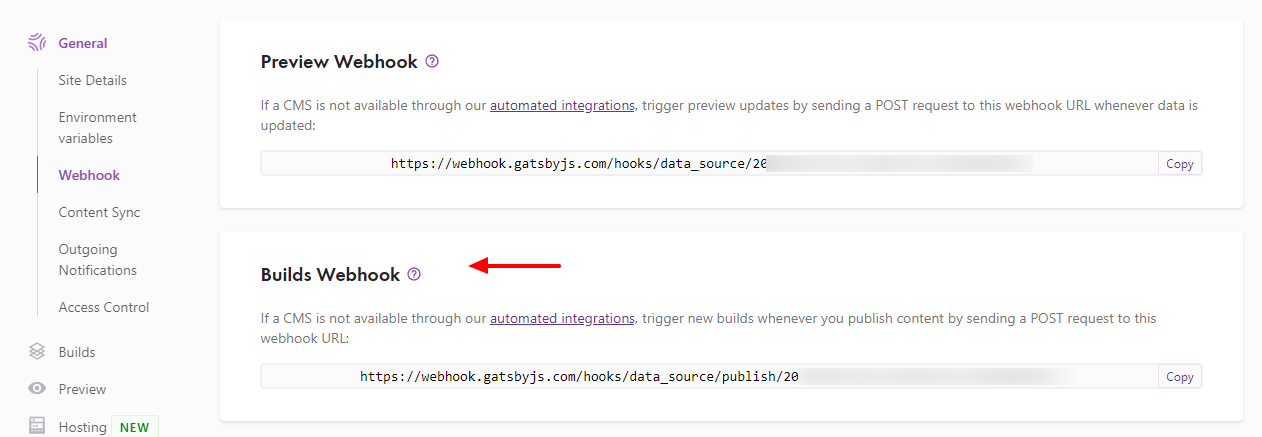 General
Site Details
Environment
variables
Webhook
Content Sync
Outgoing
Notifications
Access Control
Builds
Preview
Hosting NEW
Preview Webhook
If a CMS is not available through our automated integrations, trigger preview updates by sending a POST request to this webhook URL whenever data is
updated:
https://webhook.gatsbyjs.com/hooks/data_source/20
Copy
Builds Webhook
If a CMS is not available through our automated integrations, trigger new builds whenever you publish content by sending a POST request to this
webhook URL:
https://webhook.gatsbyjs.com/hooks/data_source/publish/20
Copy